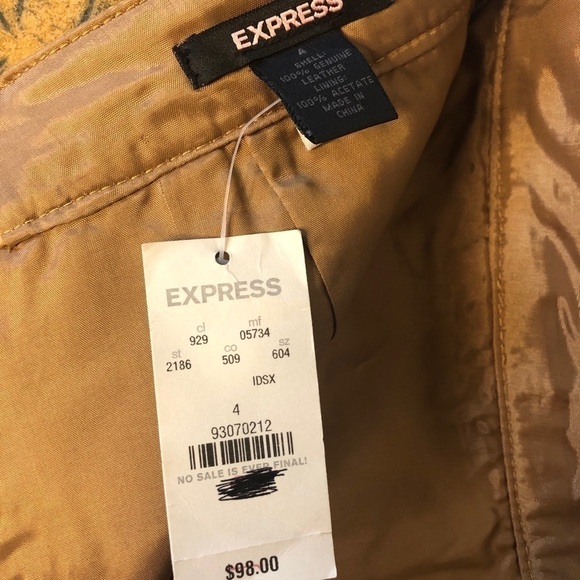 EXPRESS
4
SHELL:
100% GENUINE
LEATHER
LINING:
100% ACETATE
MADE IN
CHINA
EXPRESS
cl mf
929 05734
st co sz
2186 509 604
IDSX
4
93070212
NO SALE IS EVER FINAL!
$98.00